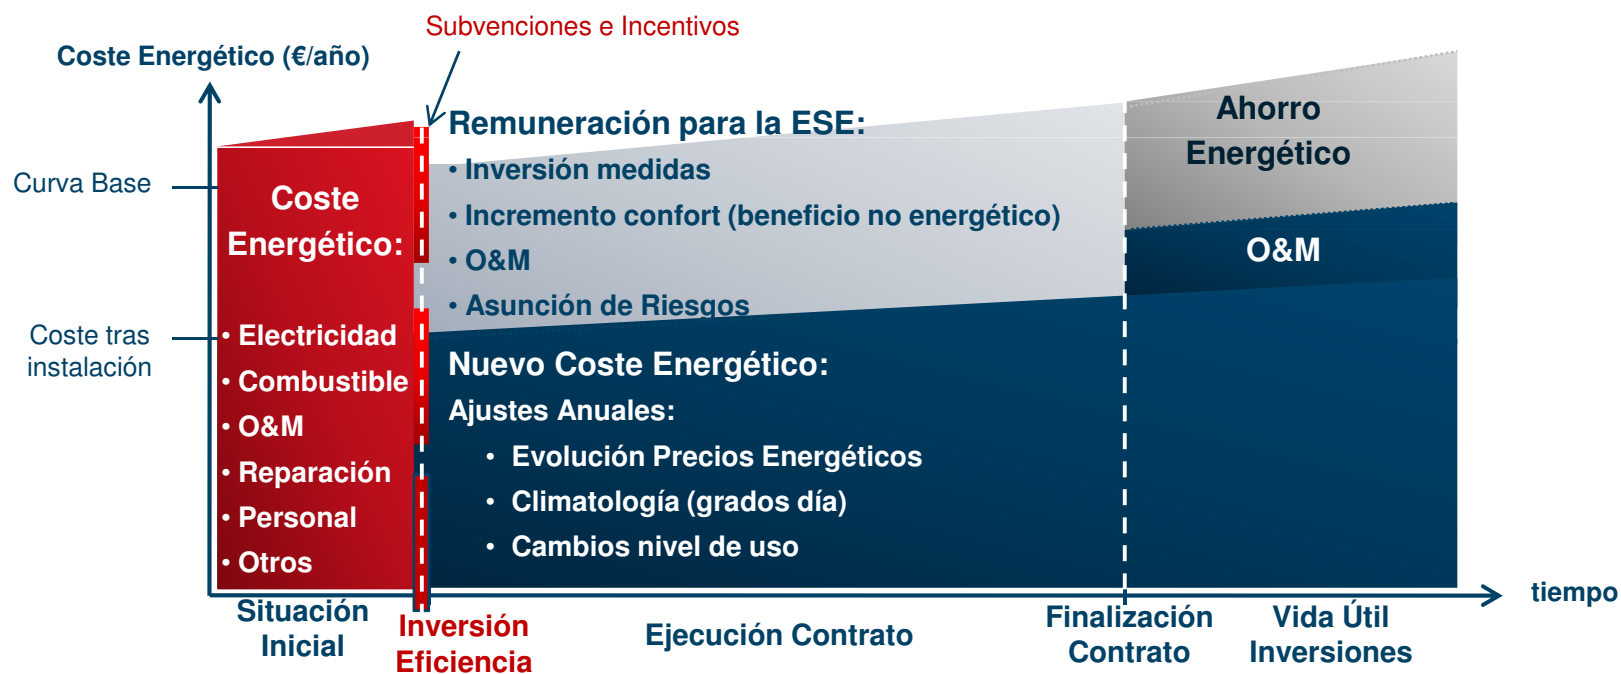 Subvenciones e Incentivos
Coste Energético (€/año)
Curva Base
Coste tras
instalación
Coste
Energético:
• Electricidad
• Combustible
• O&M
• Reparación
• Personal
• Otros
Remuneración para la ESE:
• Inversión medidas
• Incremento confort (beneficio no energético)
• O&M
• Asunción de Riesgos
Nuevo Coste Energético:
Ajustes Anuales:
• Evolución Precios Energéticos
• Climatología (grados día)
• Cambios nivel de uso
Ahorro
Energético
O&M
tiempo
Situación
Inicial
Inversión
Eficiencia
Ejecución Contrato
Finalización
Contrato
Vida Útil
Inversiones